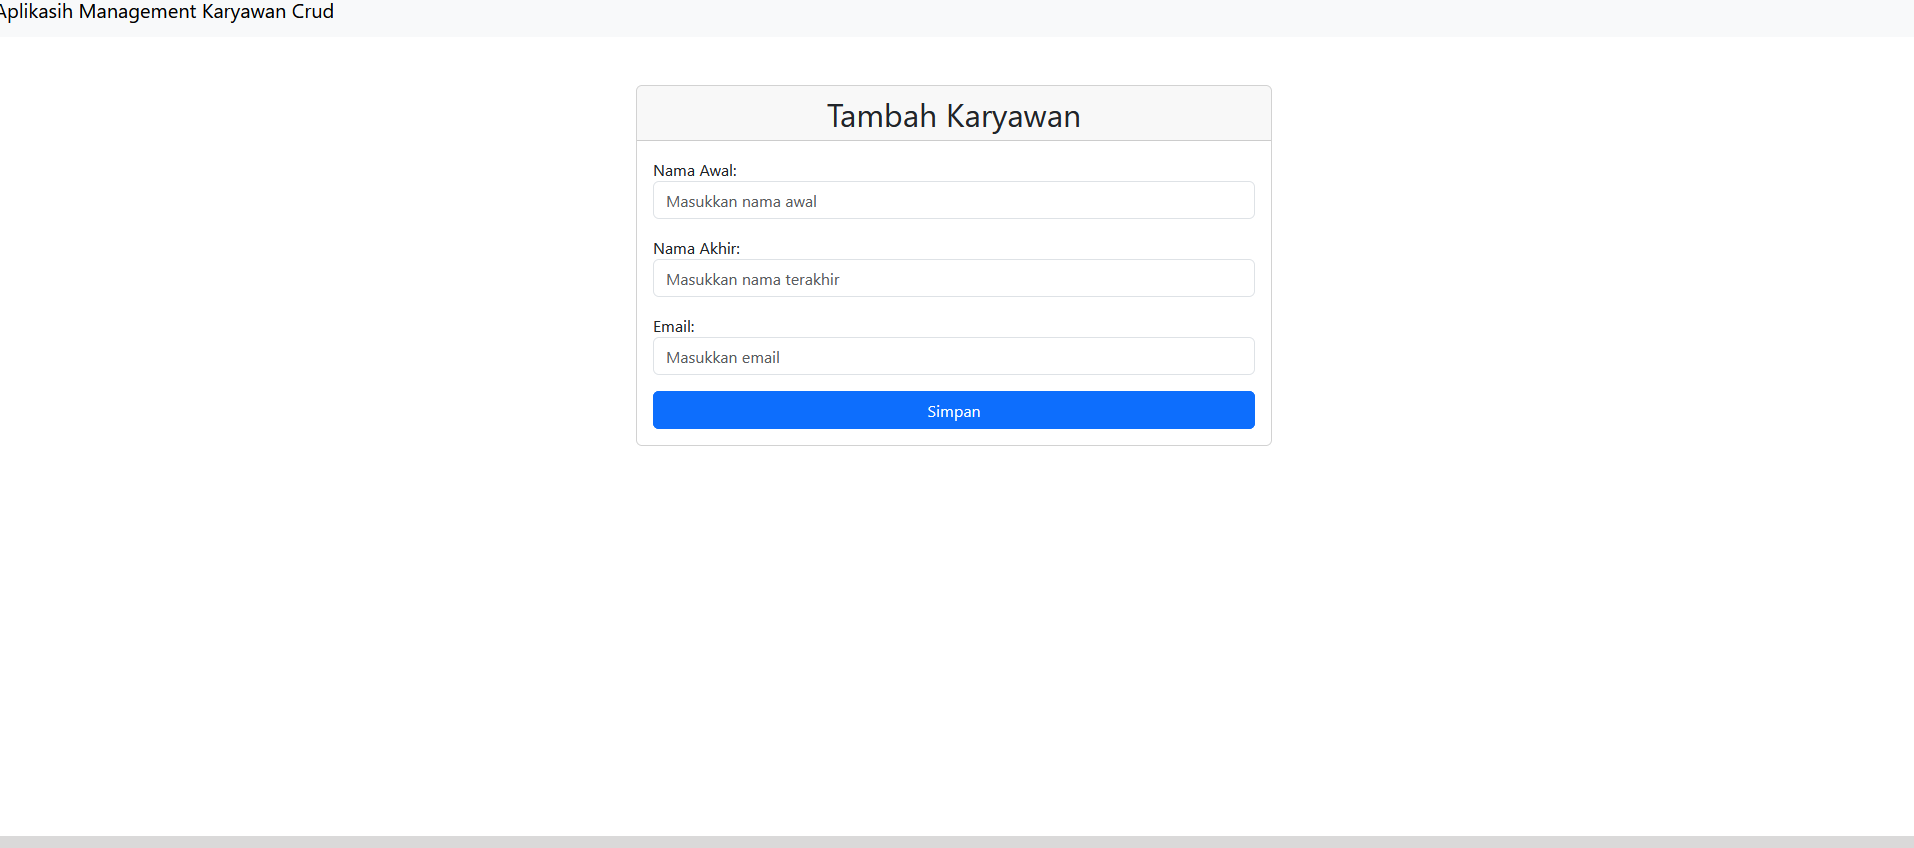 Aplikasih Management Karyawan Crud
Tambah Karyawan
Nama Awal:
Masukkan nama awal
Nama Akhir:
Masukkan nama terakhir
Email:
Masukkan email
Simpan